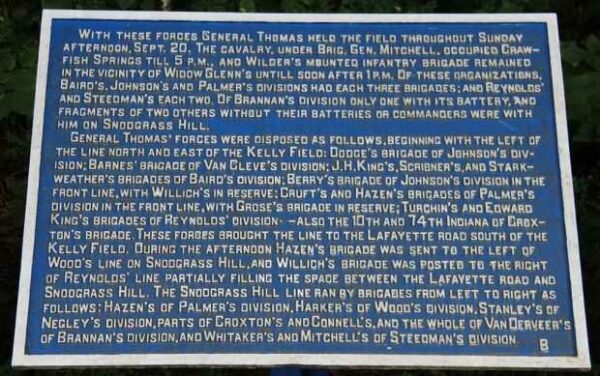 With these forces General Thomas held the field throughout Sunday
afternoon, Sept. 20. The cavalry, under Brig. Gen. Mitchell, occupied Craw-
fish Springs till 5 p.m., and Wilder's mounted infantry brigade remained
in the vicinity of Widow Glenn's untill soon after 1 p.m. Of these organizations,
Baird's, Johnson's and Palmer's divisions had each three brigades; and Reynolds'
and Steedman's each two. Of Brannan's division only one with its battery, and
fragments of two others without their batteries or commanders were with
him on Snodgrass Hill.
General Thomas' forces were disposed as follows, beginning with the left of
the line north and east of the Kelly Field: Dodge's brigade of Johnson's div-
ision; Barnes' brigade of Van Cleve's division; J.H. King's, Scribner's, and Stark-
weather's brigades of Baird's division; Berry's brigade of Johnson's division in the
front line, with Willich's in reserve; Cruft's and Hazen's brigades of Palmer's
division in the front line, with Grose's brigade in reserve; Turchin's and Edward
King's brigades of Reynolds' division--also the 10th and 74th Indiana of Crox-
ton's brigade. These forces brought the line to the Lafayette road south of the
Kelly Field. During the afternoon Hazen's brigade was sent to the left of
Wood's line on Snodgrass Hill, and Willich's brigade was posted to the right
of Reynolds' line partially filling the space between the Lafayette road and
Snodgrass Hill. The Snodgrass Hill line ran by brigades from left to right as
follows: Hazen's of Palmer's division, Harker's of Wood's division, Stanley's of
Negley's division, parts of Croxton's and Connell's, and the whole of Van Derveer's
of Brannan's division, and Whitaker's and Mitchell's of Steedman's division.
B